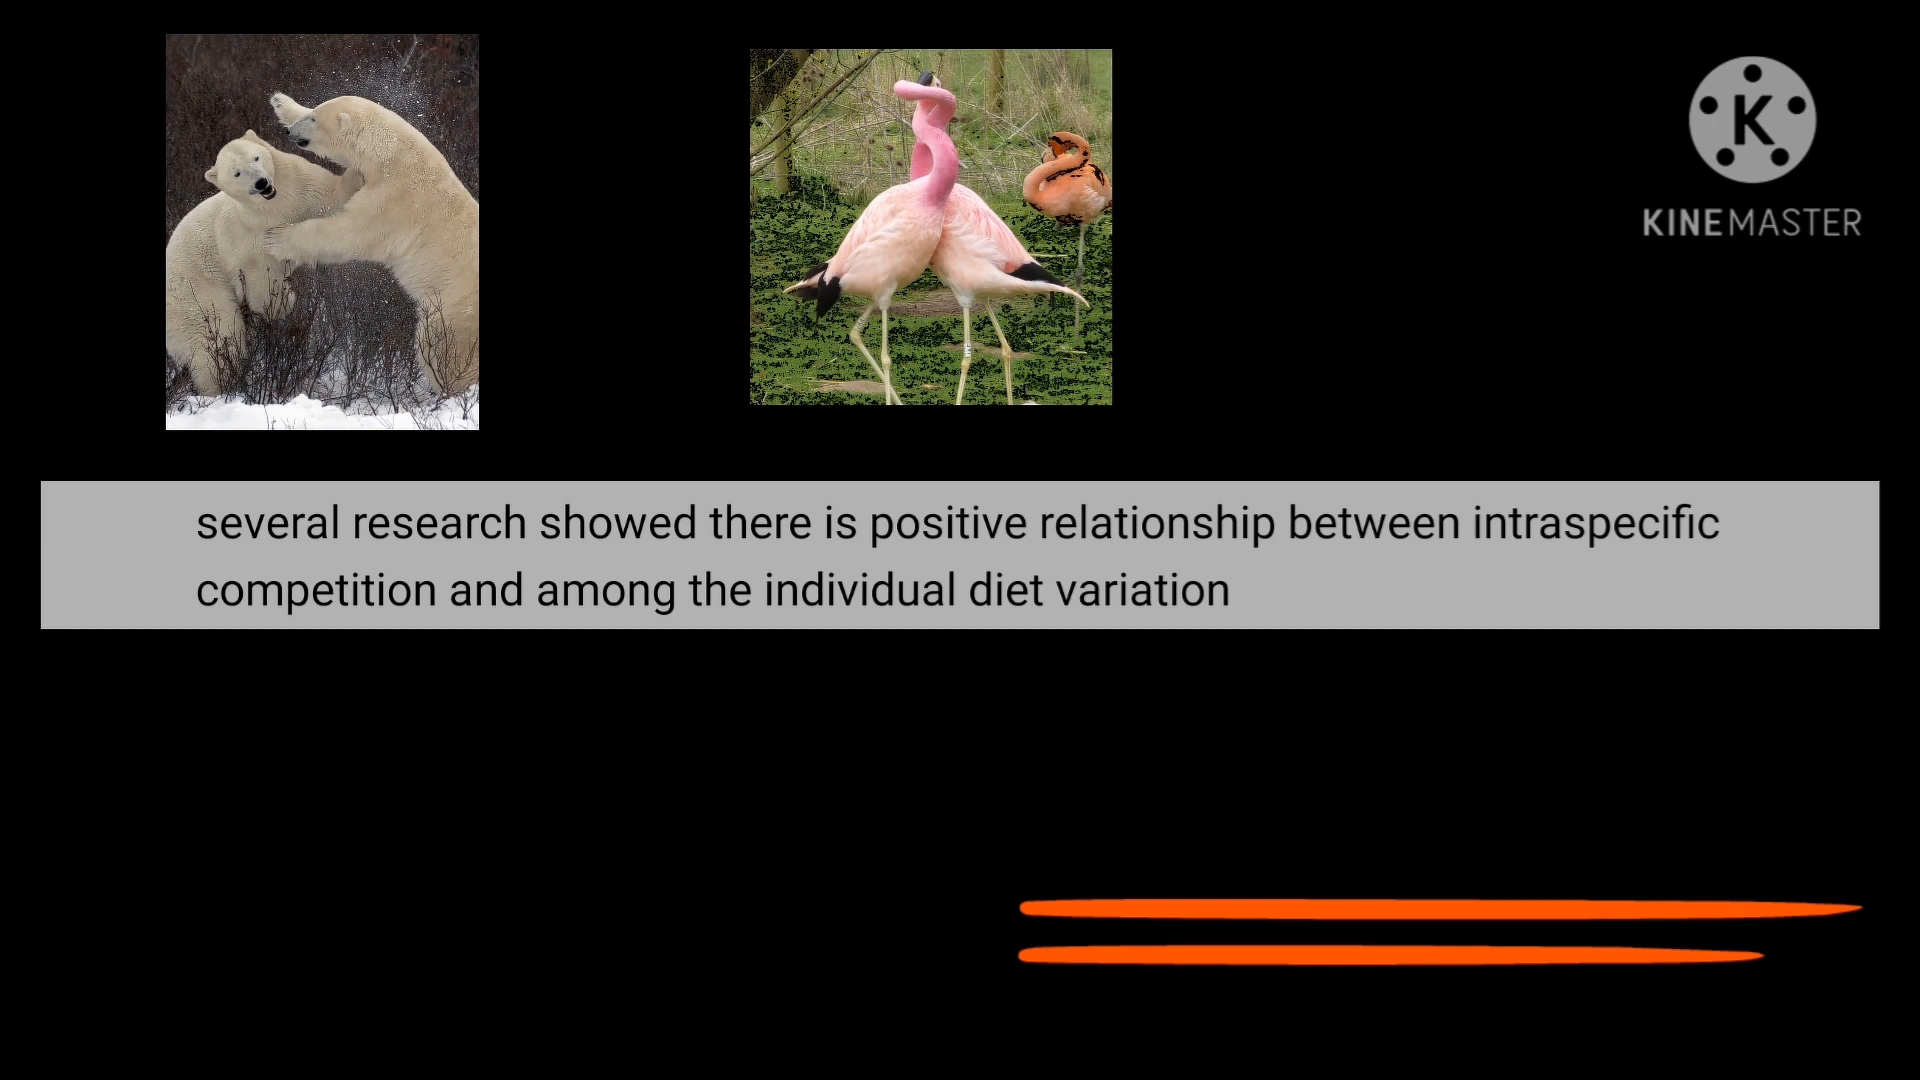 K
KINEMASTER
several research showed there is positive relationship between intraspecific
competition and among the individual diet variation